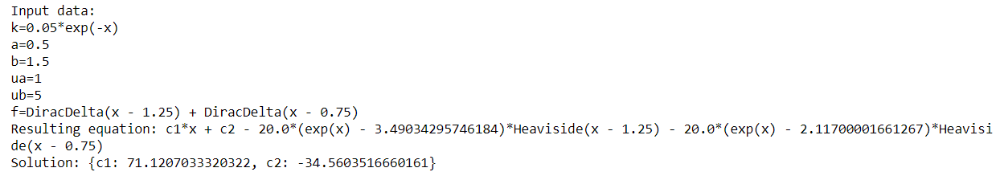 Input data:
k=0.05*exp(-x)
a=0.5
b=1.5
ua=1
ub=5
f=DiracDelta(x - 1.25) + DiracDelta(x - 0.75)
Resulting equation: c1*x + c2 - 20.0*(exp(x) - 3.49034295746184)*Heaviside(x - 1.25) - 20.0*(exp(x) - 2.11700001661267)*Heavisi
de(x - 0.75)
Solution: {c1: 71.1207033320322, c2: -34.5603516660161}